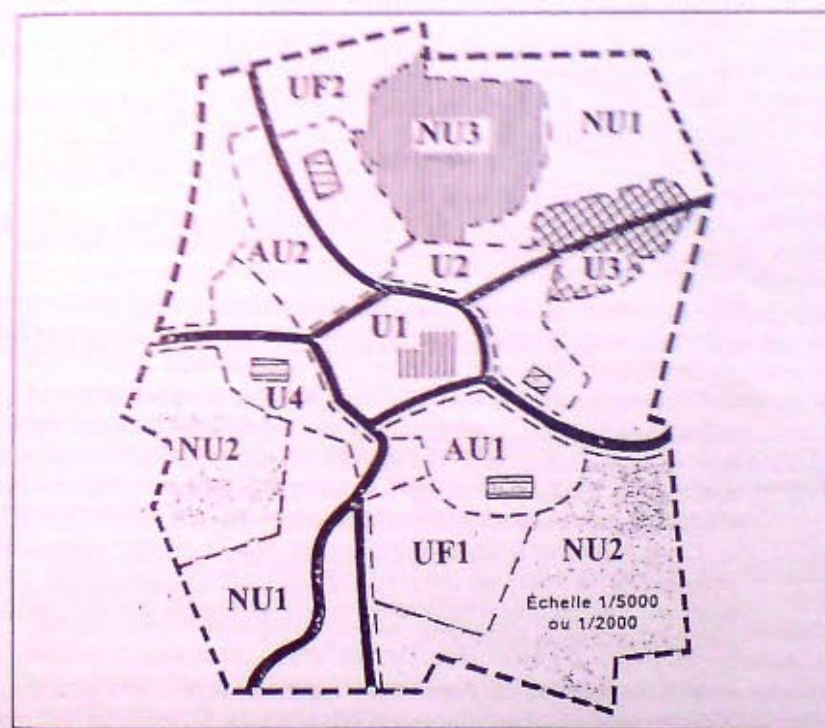 UF2
NU3
NU1
AU2
U2
U3
U1
U4
NU2
AU1
UF1
NU2
NU1
Échelle 1/5000
ou 1/2000